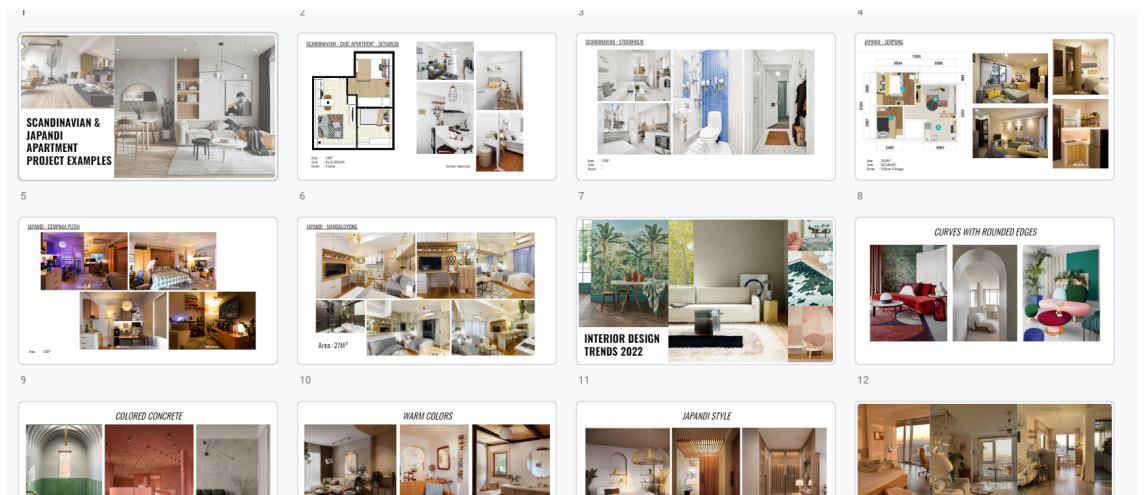 1
2
3
4
SCANDINAVIAN &
JAPANDI
APARTMENT
PROJECT EXAMPLES
SCANDINAVIAN - CHIC APARTMENT - SETIABUDI
SCANDINAVIAN - STOCKHOLM
JAPANDI - SERPONG
5
6
7
8
JAPANDI - CEMPAKA PUTIH
JAPANDI - MANDALUYONG
Area : 27M²
INTERIOR DESIGN
TRENDS 2022
CURVES WITH ROUNDED EDGES
9
10
11
12
COLORED CONCRETE
WARM COLORS
JAPANDI STYLE